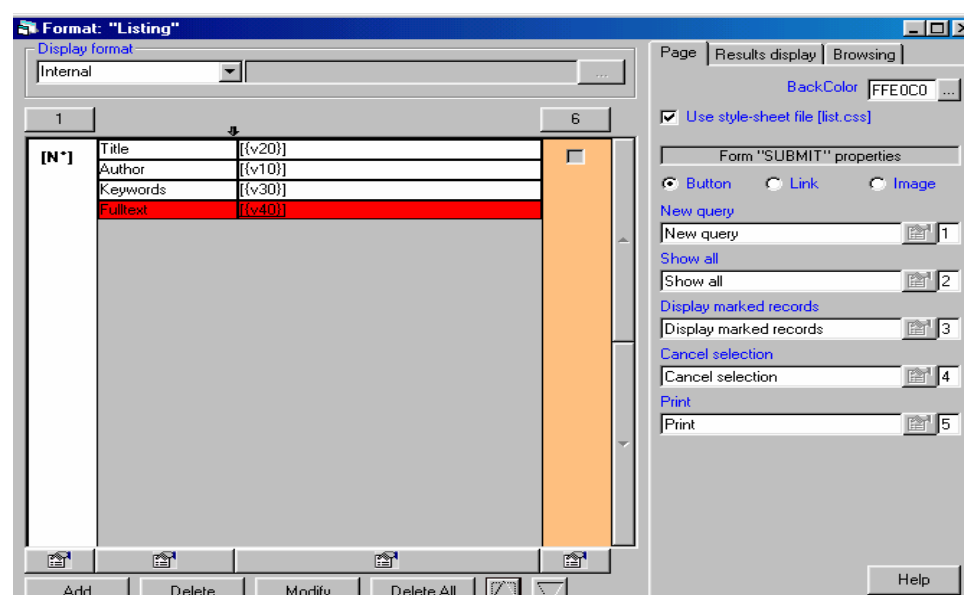 Format: "Listing"
Display format
Internal
...
1
6
[N°]
Title [{v20}]
Author [{v10}]
Keywords [{v30}]
Fulltext [{v40}]
Add Delete Modify Delete All
Page Results display Browsing
BackColor FFE0C0 ...
Use style-sheet file [list.css]
Form "SUBMIT" properties
Button Link Image
New query
New query 1
Show all
Show all 2
Display marked records
Display marked records 3
Cancel selection
Cancel selection 4
Print
Print 5
Help